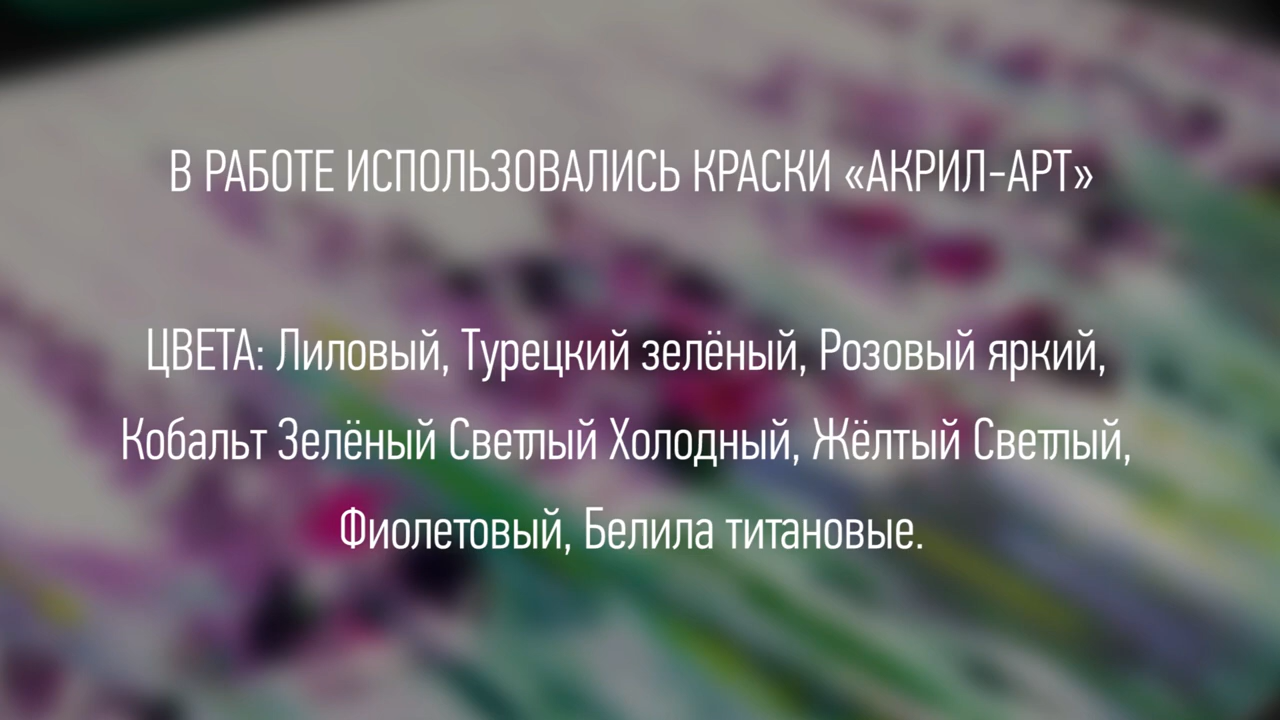 В РАБОТЕ ИСПОЛЬЗОВАЛИСЬ КРАСКИ «АКРИЛ-АРТ»
ЦВЕТА: Лиловый, Турецкий зелёный, Розовый яркий,
Кобальт Зелёный Светлый Холодный, Жёлтый Светлый,
Фиолетовый, Белила титановые.